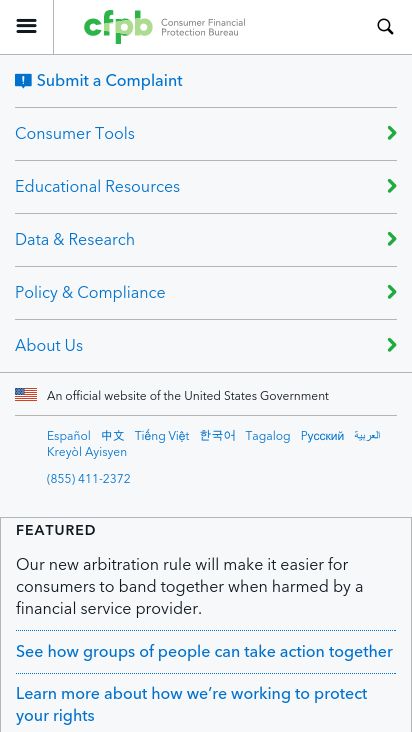 cfpb Consumer Financial
Protection Bureau
Submit a Complaint
Consumer Tools
Educational Resources
Data & Research
Policy & Compliance
About Us
An official website of the United States Government
Español 中文 Tiếng Việt 한국어 Tagalog Pусский العربية
Kreyòl Ayisyen
(855) 411-2372
FEATURED
Our new arbitration rule will make it easier for
consumers to band together when harmed by a
financial service provider.
See how groups of people can take action together
Learn more about how we’re working to protect
your rights